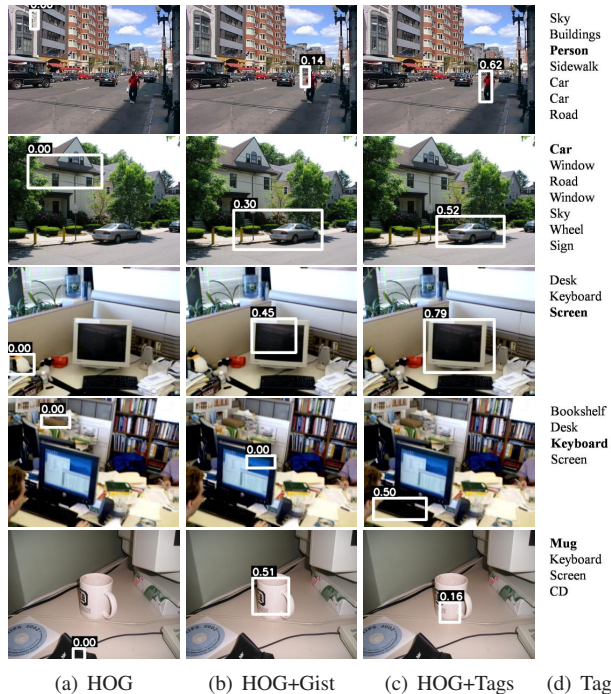 0.00
0.14
0.62
Sky
Buildings
Person
Sidewalk
Car
Car
Road
0.00
0.30
0.52
Car
Window
Road
Window
Sky
Wheel
Sign
0.00
0.45
0.79
Desk
Keyboard
Screen
0.00
0.00
0.50
Bookshelf
Desk
Keyboard
Screen
0.00
0.51
0.16
Mug
Keyboard
Screen
CD
(a) HOG
(b) HOG+Gist
(c) HOG+Tags
(d) Tag